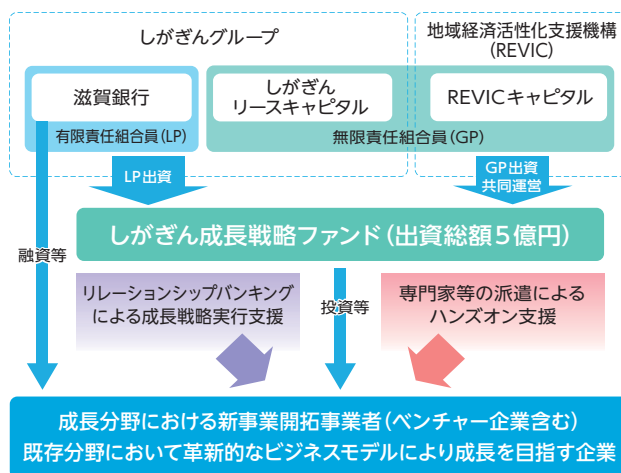 しがぎんグループ
地域経済活性化支援機構
(REVIC)
滋賀銀行
しがぎん
リースキャピタル
REVICキャピタル
有限責任組合員(LP)
無限責任組合員(GP)
LP出資
GP出資
共同運営
しがぎん成長戦略ファンド(出資総額5億円)
融資等
リレーションシップバンキング
による成長戦略実行支援
投資等
専門家等の派遣による
ハンズオン支援
成長分野における新事業開拓事業者(ベンチャー企業含む)
既存分野において革新的なビジネスモデルにより成長を目指す企業